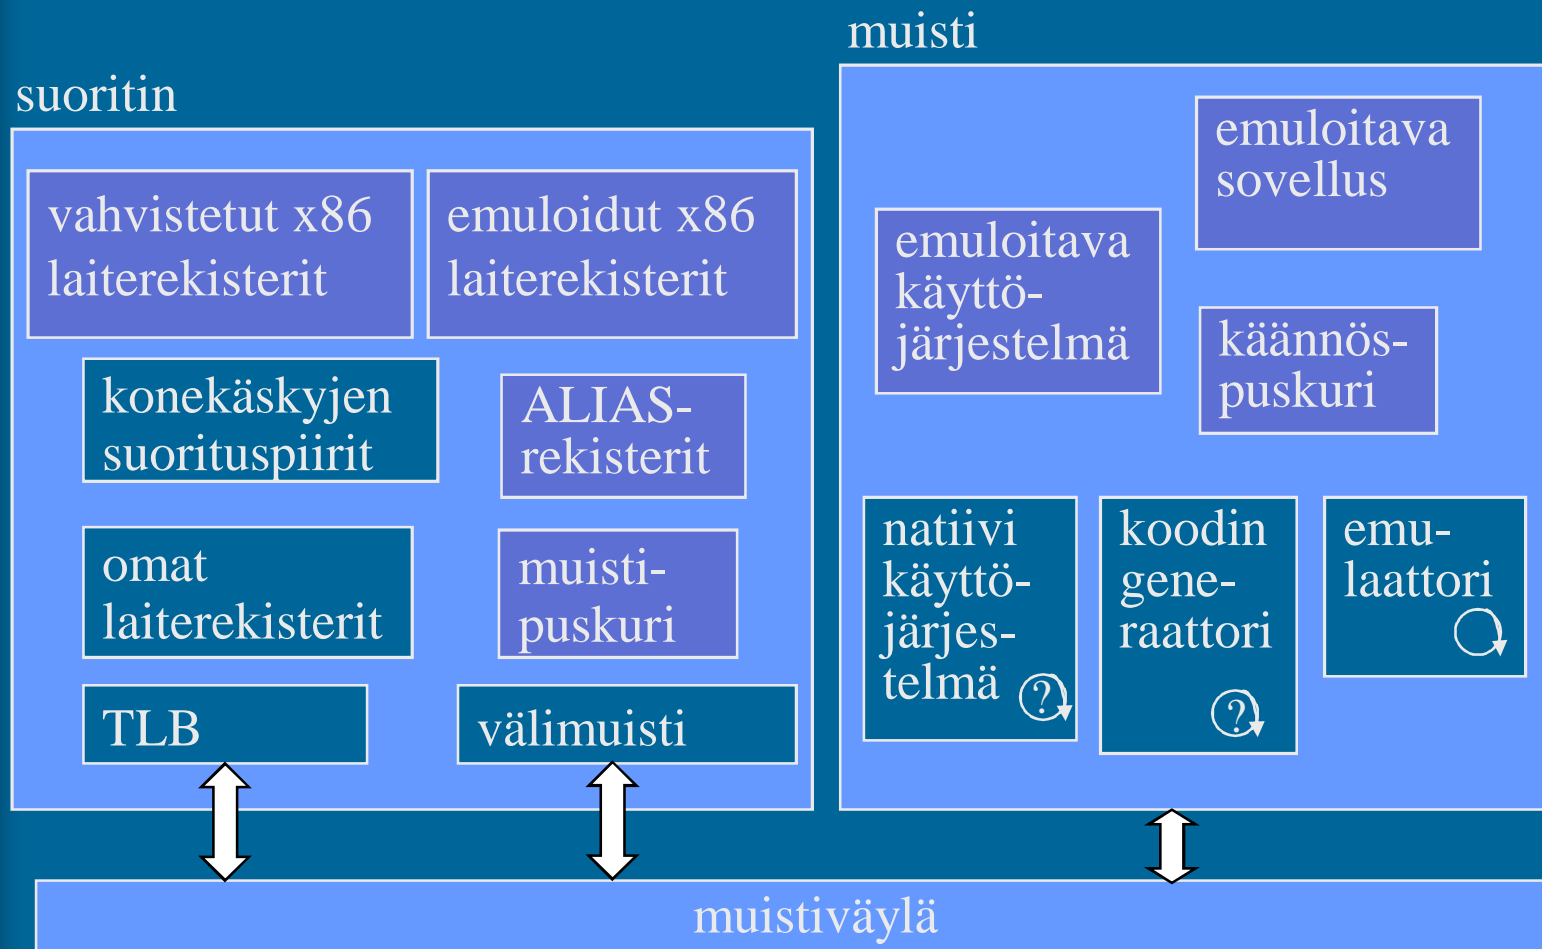 muisti
suoritin
vahvistetut x86
laiterekisterit
emuloidut x86
laiterekisterit
konekäskyjen
suorituspiirit
ALIAS-
rekisterit
omat
laiterekisterit
muisti-
puskuri
TLB
välimuisti
emuloitava
sovellus
emuloitava
käyttö-
järjestelmä
käännös-
puskuri
natiivi
käyttö-
järjes-
telmä
?
koodin
gene-
raattori
?
emu-
laattori
muistiväylä